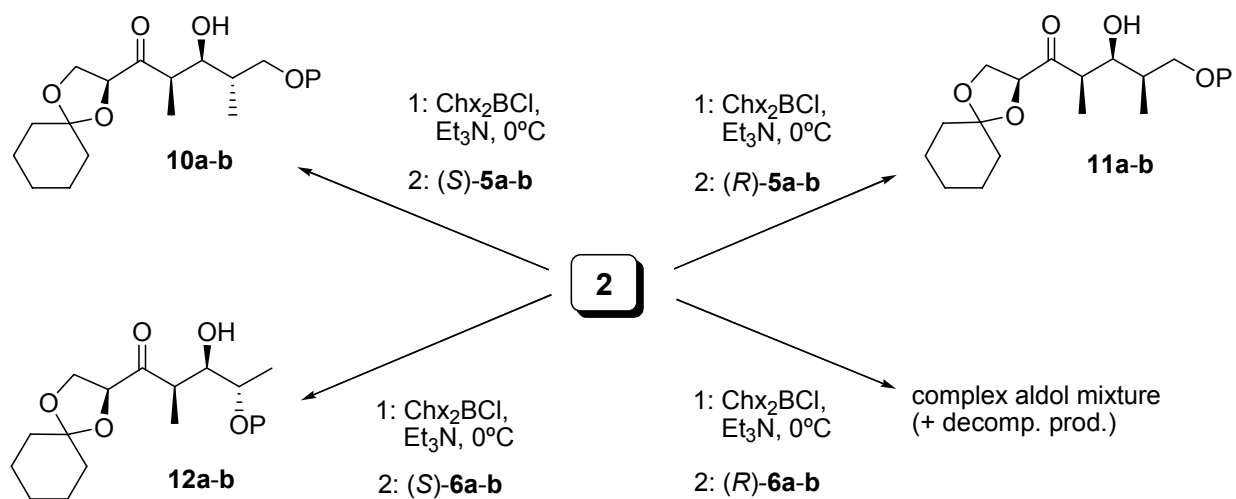 O
OH
OP
O
O
10a-b
1: Chx2BCl,
Et3N, 0ºC
2: (S)-5a-b
1: Chx2BCl,
Et3N, 0ºC
2: (R)-5a-b
O
OH
OP
O
O
11a-b
2
O
OH
O
O
OP
12a-b
1: Chx2BCl,
Et3N, 0ºC
2: (S)-6a-b
1: Chx2BCl,
Et3N, 0ºC
2: (R)-6a-b
complex aldol mixture
(+ decomp. prod.)